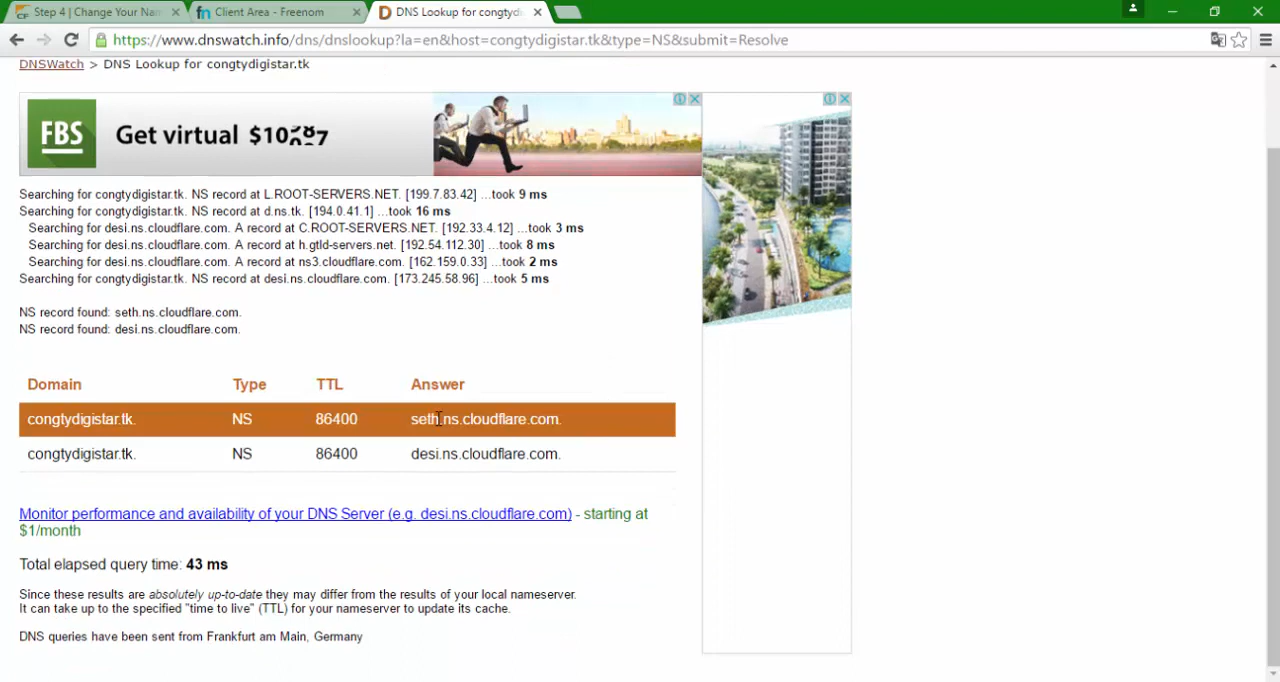 Step 4 | Change Your Nam
Client Area - Freenom
DNS Lookup for congtydi
https://www.dnswatch.info/dns/dnslookup?la=en&host=congtydigistar.tk&type=NS&submit=Resolve
DNSWatch > DNS Lookup for congtydigistar.tk
FBS
Get virtual
Searching for congtydigistar.tk. NS record at L.ROOT-SERVERS.NET. [199.7.83.42] ...took 9 ms
Searching for congtydigistar.tk. NS record at d.ns.tk. [194.0.41.1] ...took 16 ms
Searching for desi.ns.cloudflare.com. A record at C.ROOT-SERVERS.NET. [192.33.4.12] ...took 3 ms
Searching for desi.ns.cloudflare.com. A record at h.gtld-servers.net. [192.54.112.30] ...took 8 ms
Searching for desi.ns.cloudflare.com. A record at ns3.cloudflare.com. [162.159.0.33] ...took 2 ms
Searching for congtydigistar.tk. NS record at desi.ns.cloudflare.com. [173.245.58.96] ...took 5 ms
NS record found: seth.ns.cloudflare.com.
NS record found: desi.ns.cloudflare.com.
Domain Type TTL Answer
congtydigistar.tk. NS 86400 seth.ns.cloudflare.com.
congtydigistar.tk. NS 86400 desi.ns.cloudflare.com.
Monitor performance and availability of your DNS Server (e.g. desi.ns.cloudflare.com) - starting at
$1/month
Total elapsed query time: 43 ms
Since these results are absolutely up-to-date they may differ from the results of your local nameserver.
It can take up to the specified "time to live" (TTL) for your nameserver to update its cache.
DNS queries have been sent from Frankfurt am Main, Germany